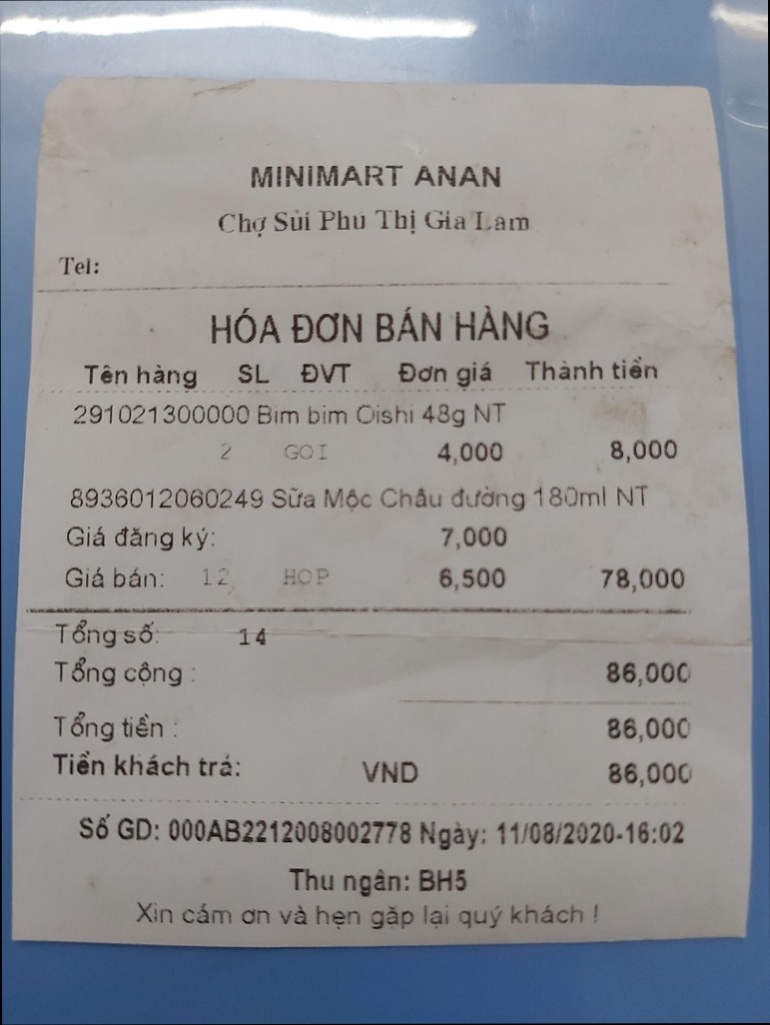 MINIMART ANAN
Chợ Sủi Phú Thị Gia Lâm
Tel:
HÓA ĐƠN BÁN HÀNG
Tên hàng SL ĐVT Đơn giá Thành tiền
291021300000 Bim bim Oishi 48g NT
2 GOI 4,000 8,000
8936012060249 Sữa Mộc Châu đường 180ml NT
Giá đăng ký: 7,000
Giá bán: 12 HOP 6,500 78,000
Tổng số: 14
Tổng cộng : 86,000
Tổng tiền : 86,000
Tiền khách trả: VND 86,000
Số GD: 000AB2212008002778 Ngày: 11/08/2020-16:02
Thu ngân: BH5
Xin cám ơn và hẹn gặp lại quý khách !